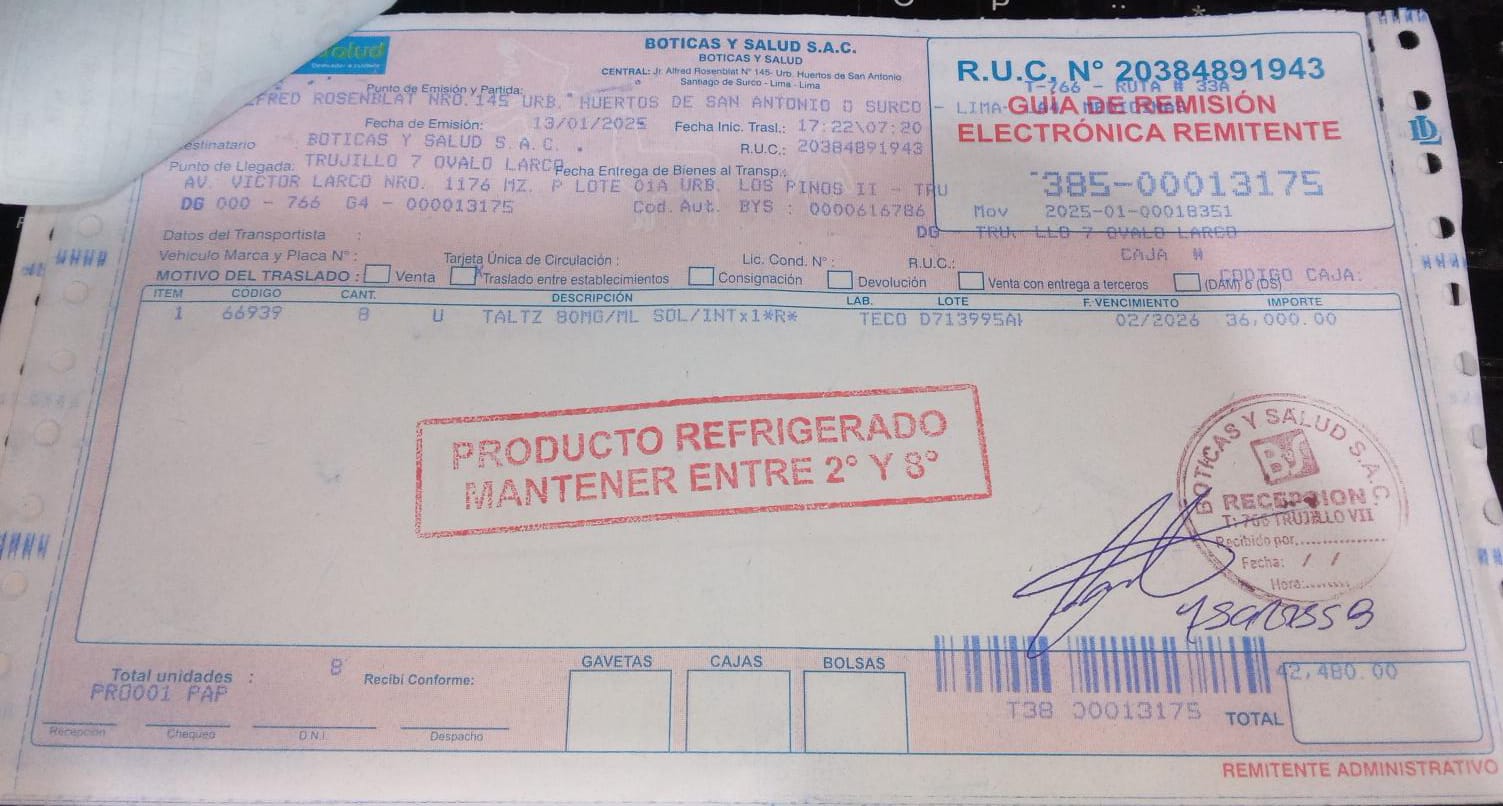 BOTICAS Y SALUD S.A.C.
BOTICAS Y SALUD
CENTRAL: Jr. Alfred Rosenblat N° 145- Urb. Huertos de San Antonio
Santiago de Surco - Lima - Lima
R.U.C. N° 20384891943
T-766 - RUTA # 33A
GUIA DE REMISIÓN
ELECTRÓNICA REMITENTE
385-00013175
Mov 2025-01-00018351
Punto de Emisión y Partida:
FRED ROSENBLAT NRO. 145 URB. HUERTOS DE SAN ANTONIO D SURCO - LIMA-
Fecha de Emisión: 13/01/2025 Fecha Inic. Trasl.: 17:22\07:20
estinatario BOTICAS Y SALUD S.A.C. R.U.C.: 20384891943
Punto de Llegada: TRUJILLO 7 OVALO LARCO Fecha Entrega de Bienes al Transp.:
AV. VICTOR LARCO NRO. 1176 MZ. P LOTE 01A URB. LOS PINOS II - TRU
DG 000 - 766 G4 - 000013175 Cod. Aut. BYS : 0000616786
DG TRU. LLO 7 OVALO LARCO
Datos del Transportista :
Vehiculo Marca y Placa N° : Tarjeta Única de Circulación : Lic. Cond. N° : R.U.C.: CAJA #
CODIGO CAJA:
MOTIVO DEL TRASLADO : Venta X Traslado entre establecimientos Consignación Devolución Venta con entrega a terceros (DAM) ó (DS)
ITEM CÓDIGO CANT. DESCRIPCIÓN LAB. LOTE F. VENCIMIENTO IMPORTE
1 66939 8 U TALTZ 80MG/ML SOL/INTx1*R* TECO D713995A 02/2026 36,000.00
PRODUCTO REFRIGERADO
MANTENER ENTRE 2° Y 8°
BOTICAS Y SALUD S.A.C.
BS
RECEPCION
T: 766 TRUJILLO VII
Recibido por:
Fecha: / /
Hora:
Total unidades : 8 Recibí Conforme:
PR0001 PAP
GAVETAS CAJAS BOLSAS
42,480.00
T38 00013175 TOTAL
Recepción Chequeo D.N.I. Despacho
REMITENTE ADMINISTRATIVO